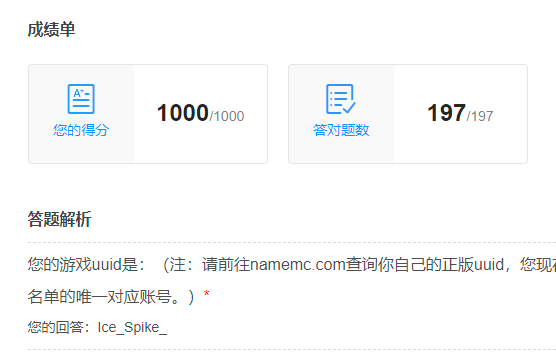 成绩单
A+
您的得分
1000/1000
答对题数
197/197
答题解析
您的游戏uuid是：（注：请前往namemc.com查询你自己的正版uuid，您现在
名单的唯一对应账号。）*
您的回答：Ice_Spike_